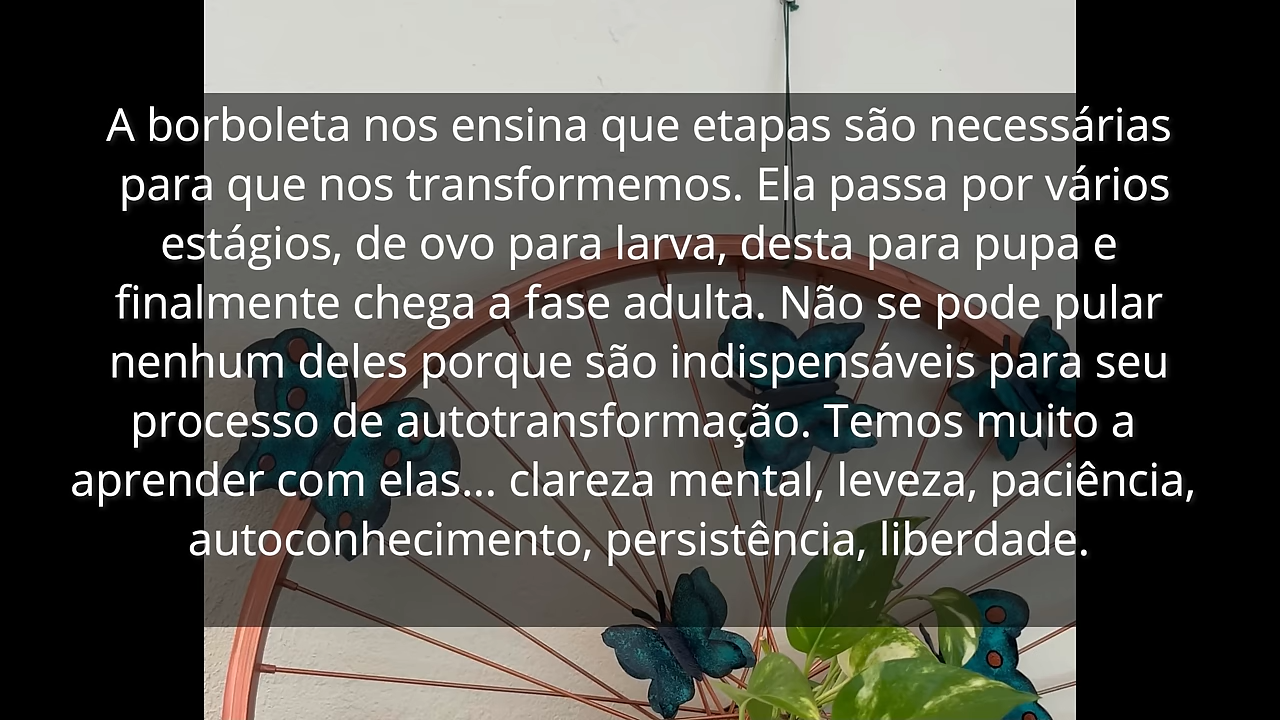 A borboleta nos ensina que etapas são necessárias
para que nos transformemos. Ela passa por vários
estágios, de ovo para larva, desta para pupa e
finalmente chega a fase adulta. Não se pode pular
nenhum deles porque são indispensáveis para seu
processo de autotransformação. Temos muito a
aprender com elas... clareza mental, leveza, paciência,
autoconhecimento, persistência, liberdade.